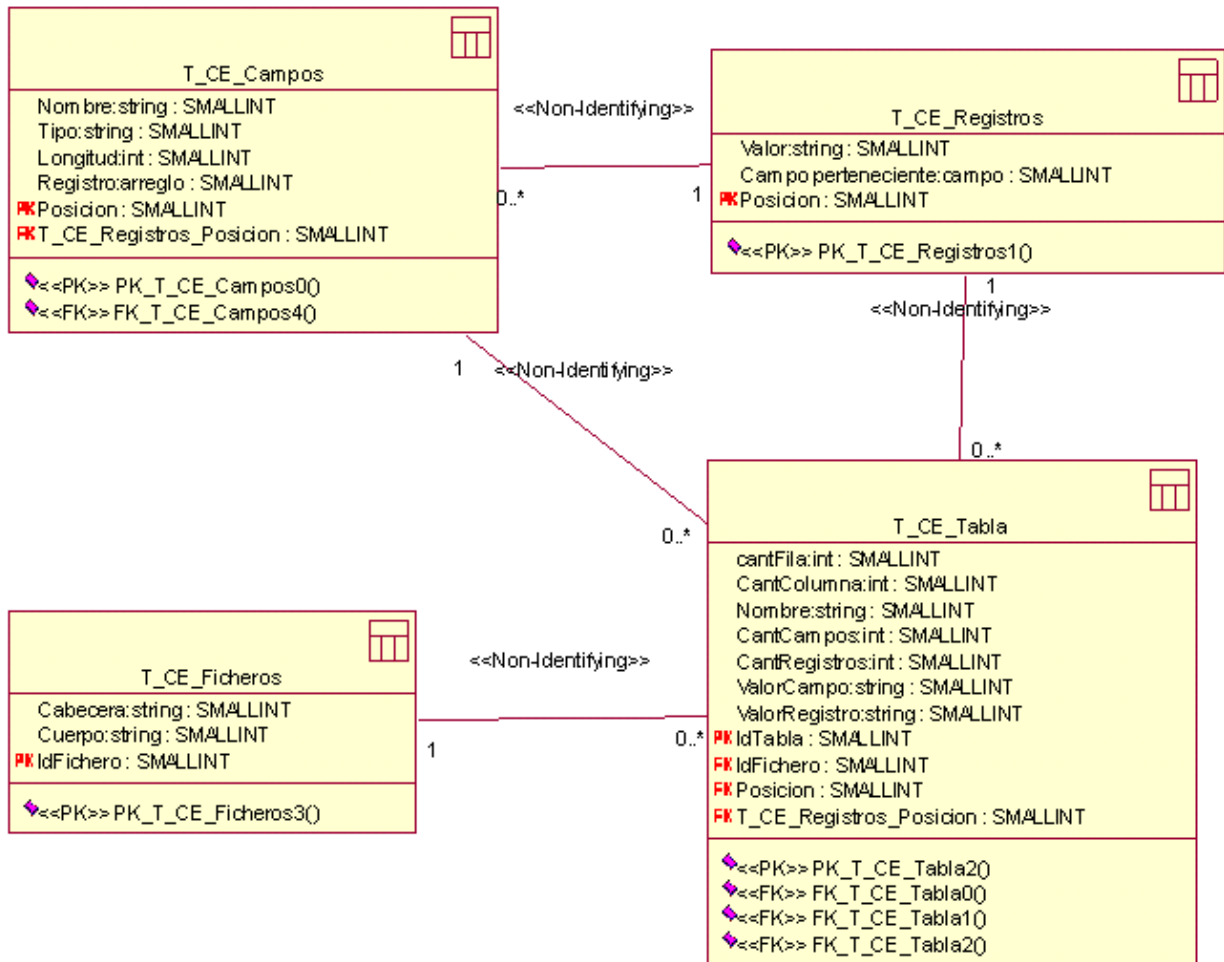 T_CE_Campos
Nombre:string : SMALLINT
Tipo:string : SMALLINT
Longitud:int : SMALLINT
Registro:arreglo : SMALLINT
PK Posicion : SMALLINT
FK T_CE_Registros_Posicion : SMALLINT
<<PK>> PK_T_CE_Campos0()
<<FK>> FK_T_CE_Campos4()
<<Non-Identifying>>
0..*
1
T_CE_Registros
Valor:string : SMALLINT
Campo perteneciente:campo : SMALLINT
PK Posicion : SMALLINT
<<PK>> PK_T_CE_Registros1()
1
<<Non-Identifying>>
0..*
1
<<Non-Identifying>>
0..*
T_CE_Ficheros
Cabecera:string : SMALLINT
Cuerpo:string : SMALLINT
PK IdFichero : SMALLINT
<<PK>> PK_T_CE_Ficheros3()
<<Non-Identifying>>
1
0..*
T_CE_Tabla
cantFila:int : SMALLINT
CantColumna:int : SMALLINT
Nombre:string : SMALLINT
CantCampos:int : SMALLINT
CantRegistros:int : SMALLINT
ValorCampo:string : SMALLINT
ValorRegistro:string : SMALLINT
PK IdTabla : SMALLINT
FK IdFichero : SMALLINT
FK Posicion : SMALLINT
FK T_CE_Registros_Posicion : SMALLINT
<<PK>> PK_T_CE_Tabla2()
<<FK>> FK_T_CE_Tabla0()
<<FK>> FK_T_CE_Tabla1()
<<FK>> FK_T_CE_Tabla2()